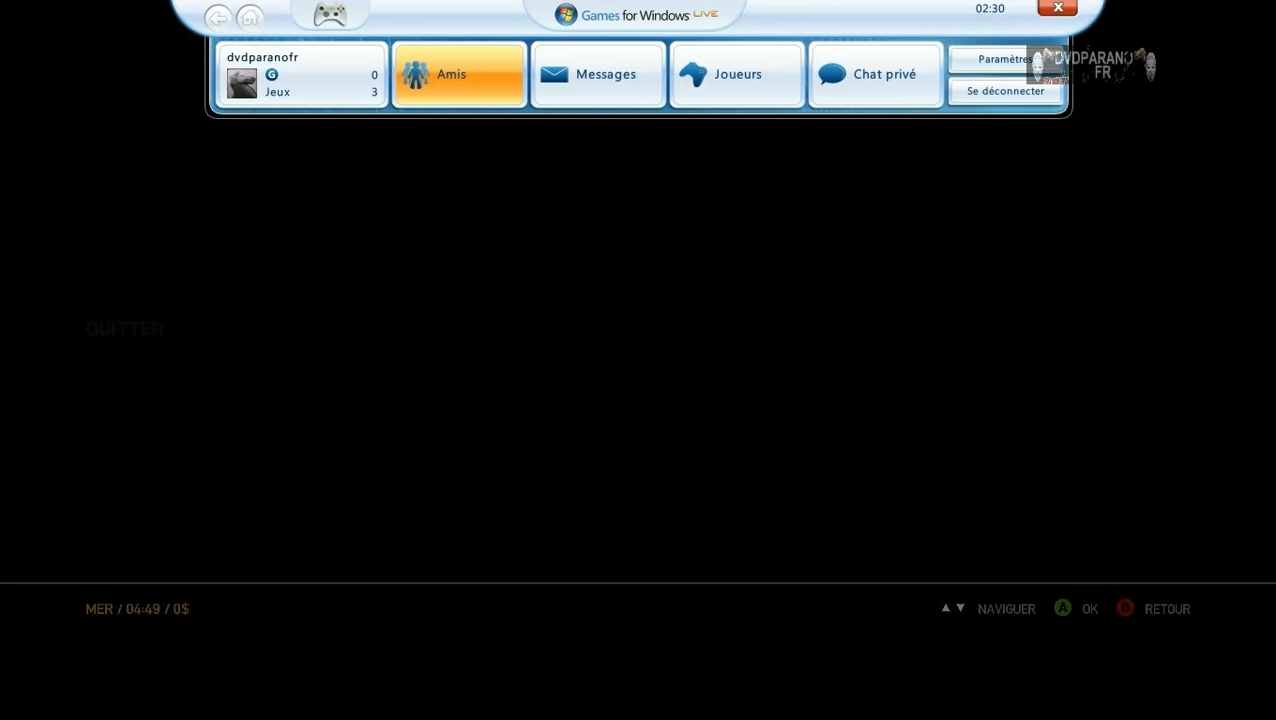 Games for Windows LIVE
02:30
dvdparanofr
G 0
Jeux 3
Amis
Messages
Joueurs
Chat privé
Paramètres
Se déconnecter
DVDPARANO
FR
QUITTER
MER / 04:49 / 0$
NAVIGUER
A OK
B RETOUR